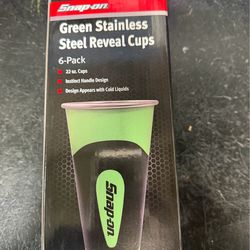 Snap-on
Green Stainless
Steel Reveal Cups
6-Pack
• 22 oz. Cups
• Instinct Handle Design
• Design Appears with Cold Liquids
Snap-on